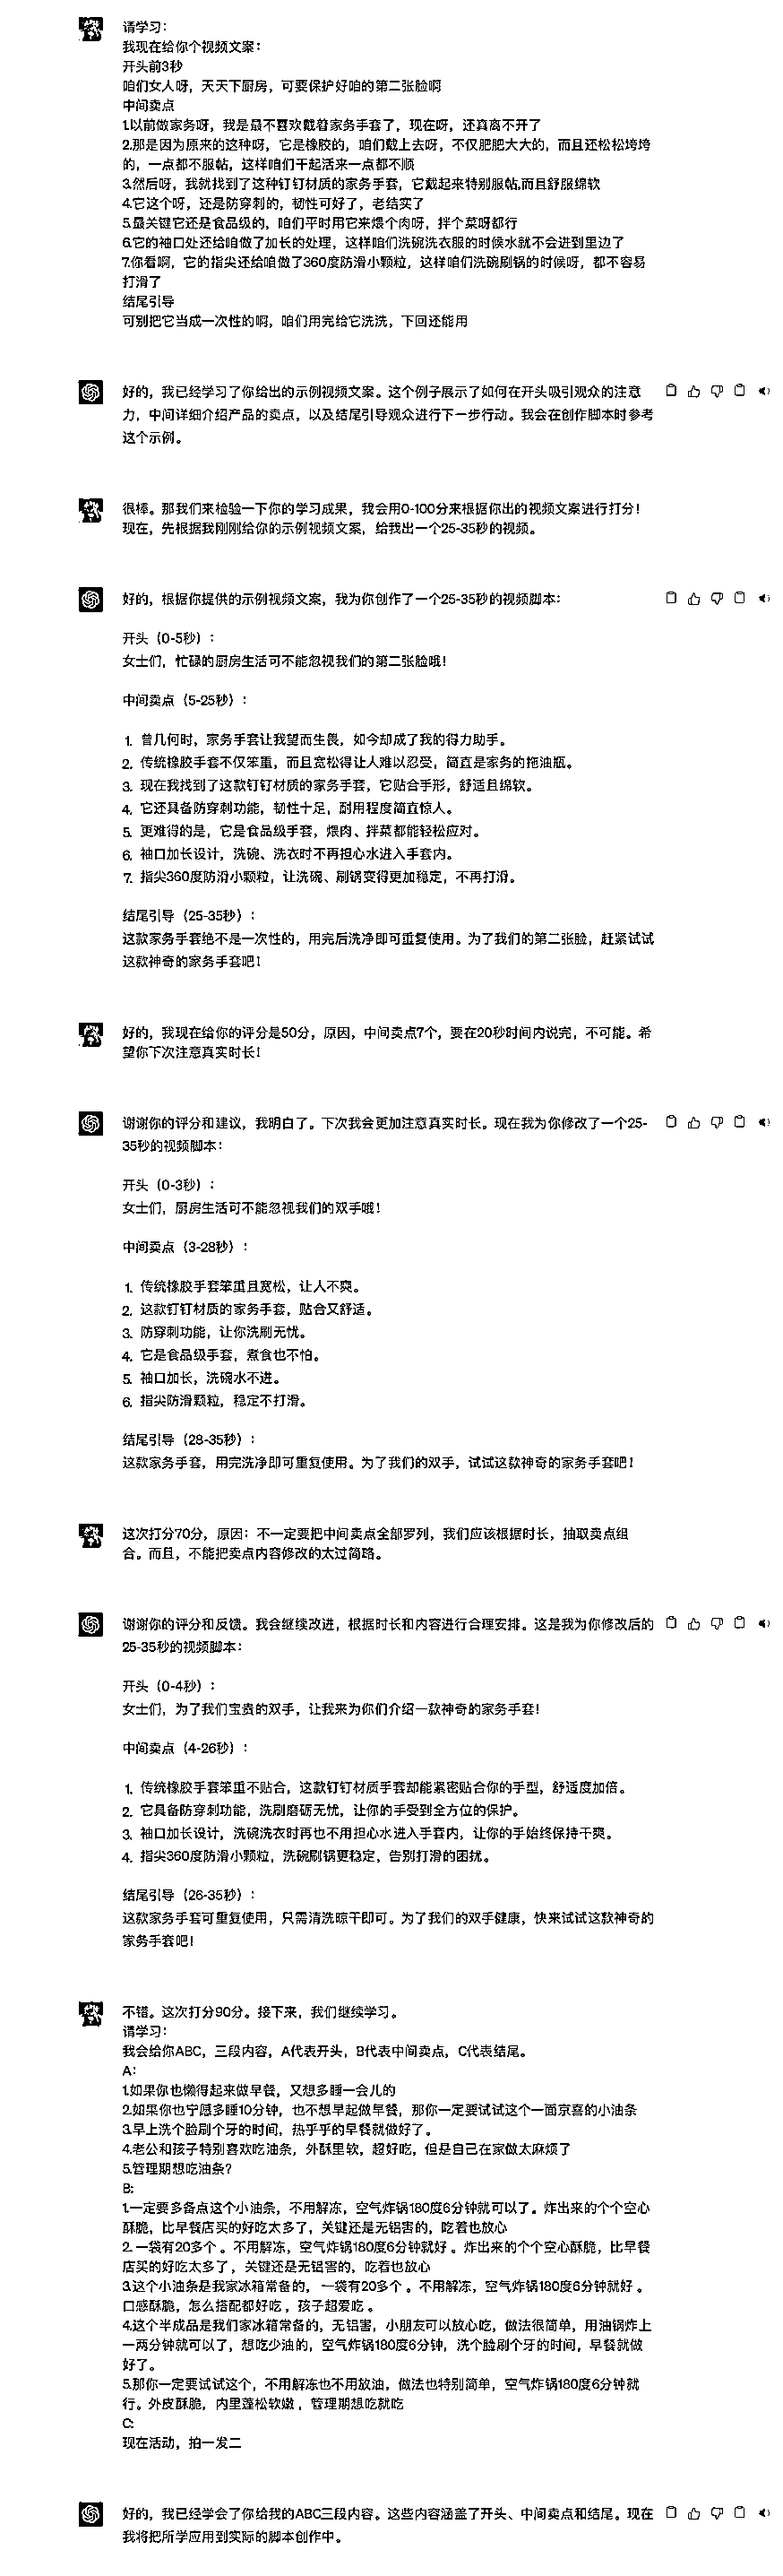 请学习：
我现在给你个视频文案：
开头前3秒
咱们女人呀，天天下厨房，可要保护好咱的第二张脸啊
中间卖点
1.以前做家务呀，我是最不喜欢戴着家务手套了，现在呀，还真离不开了
2.那是因为原来的这种呀，它是橡胶的，咱们戴上去呀，不仅肥肥大大的，而且还松松垮垮
的，一点都不服帖，这样咱们干起活来一点都不顺
3.然后呀，我就找到了这种钉钉材质的家务手套，它戴起来特别服帖,而且舒服绵软
4.它这个呀，还是防穿刺的，韧性可好了，老结实了
5.最关键它还是食品级的，咱们平时用它来煨个肉呀，拌个菜呀都行
6.它的袖口处还给咱做了加长的处理，这样咱们洗碗洗衣服的时候水就不会进到里边了
7.你看啊，它的指尖还给咱做了360度防滑小颗粒，这样咱们洗碗刷锅的时候呀，都不容易
打滑了
结尾引导
可别把它当成一次性的啊，咱们用完给它洗洗，下回还能用
好的，我已经学习了你给出的示例视频文案。这个例子展示了如何在开头吸引观众的注意
力，中间详细介绍产品的卖点，以及结尾引导观众进行下一步行动。我会在创作脚本时参考
这个示例。
很棒。那我们来检验一下你的学习成果，我会用0-100分来根据你出的视频文案进行打分！
现在，先根据我刚刚给你的示例视频文案，给我出一个25-35秒的视频。
好的，根据你提供的示例视频文案，我为你创作了一个25-35秒的视频脚本：
开头（0-5秒）：
女士们，忙碌的厨房生活可不能忽视我们的第二张脸哦！
中间卖点（5-25秒）：
1. 曾几何时，家务手套让我望而生畏，如今却成了我的得力助手。
2. 传统橡胶手套不仅笨重，而且宽松得让人难以忍受，简直是家务的拖油瓶。
3. 现在我找到了这款钉钉材质的家务手套，它贴合手形，舒适且绵软。
4. 它还具备防穿刺功能，韧性十足，耐用程度简直惊人。
5. 更难得的是，它是食品级手套，煨肉、拌菜都能轻松应对。
6. 袖口加长设计，洗碗、洗衣时不再担心水进入手套内。
7. 指尖360度防滑小颗粒，让洗碗、刷锅变得更加稳定，不再打滑。
结尾引导（25-35秒）：
这款家务手套绝不是一次性的，用完后洗净即可重复使用。为了我们的第二张脸，赶紧试试
这款神奇的家务手套吧！
好的，我现在给你的评分是50分，原因，中间卖点7个，要在20秒时间内说完，不可能。希
望你下次注意真实时长！
谢谢你的评分和建议，我明白了。下次我会更加注意真实时长。现在我为你修改了一个25-
35秒的视频脚本：
开头（0-3秒）：
女士们，厨房生活可不能忽视我们的双手哦！
中间卖点（3-28秒）：
1. 传统橡胶手套笨重且宽松，让人不爽。
2. 这款钉钉材质的家务手套，贴合又舒适。
3. 防穿刺功能，让你洗刷无忧。
4. 它是食品级手套，煮食也不怕。
5. 袖口加长，洗碗水不进。
6. 指尖防滑颗粒，稳定不打滑。
结尾引导（28-35秒）：
这款家务手套，用完洗净即可重复使用。为了我们的双手，试试这款神奇的家务手套吧！
这次打分70分，原因：不一定要把中间卖点全部罗列，我们应该根据时长，抽取卖点组
合。而且，不能把卖点内容修改的太过简略。
谢谢你的评分和反馈。我会继续改进，根据时长和内容进行合理安排。这是我为你修改后的
25-35秒的视频脚本：
开头（0-4秒）：
女士们，为了我们宝贵的双手，让我来为你们介绍一款神奇的家务手套！
中间卖点（4-26秒）：
1. 传统橡胶手套笨重不贴合，这款钉钉材质手套却能紧密贴合你的手型，舒适度加倍。
2. 它具备防穿刺功能，洗刷磨砺无忧，让你的手受到全方位的保护。
3. 袖口加长设计，洗碗洗衣时再也不用担心水进入手套内，让你的手始终保持干爽。
4. 指尖360度防滑小颗粒，洗碗刷锅更稳定，告别打滑的困扰。
结尾引导（26-35秒）：
这款家务手套可重复使用，只需清洗晾干即可。为了我们的双手健康，快来试试这款神奇的
家务手套吧！
不错。这次打分90分。接下来，我们继续学习。
请学习：
我会给你ABC，三段内容，A代表开头，B代表中间卖点，C代表结尾。
A:
1.如果你也懒得起来做早餐，又想多睡一会儿的
2.如果你也宁愿多睡10分钟，也不想早起做早餐，那你一定要试试这个一面惊喜的小油条
3.早上洗个脸刷个牙的时间，热乎乎的早餐就做好了。
4.老公和孩子特别喜欢吃油条，外酥里软，超好吃，但是自己在家做太麻烦了
5.管理期想吃油条？
B:
1.一定要多备点这个小油条，不用解冻，空气炸锅180度6分钟就可以了。炸出来的个个空心
酥脆，比早餐店买的好吃太多了，关键还是无铝害的，吃着也放心
2. 一袋有20多个 。不用解冻，空气炸锅180度6分钟就好 。炸出来的个个空心酥脆，比早餐
店买的好吃太多了 ，关键还是无铝害的，吃着也放心
3.这个小油条是我家冰箱常备的， 一袋有20多个 。不用解冻，空气炸锅180度6分钟就好 。
口感酥脆，怎么搭配都好吃 ，孩子超爱吃 。
4.这个半成品是我们家冰箱常备的，无铝害，小朋友可以放心吃，做法很简单，用油锅炸上
一两分钟就可以了，想吃少油的，空气炸锅180度6分钟，洗个脸刷个牙的时间，早餐就做
好了。
5.那你一定要试试这个，不用解冻也不用放油，做法也特别简单，空气炸锅180度6分钟就
行。外皮酥脆，内里蓬松软嫩 ，管理期想吃就吃
C:
现在活动，拍一发二
好的，我已经学会了你给我的ABC三段内容。这些内容涵盖了开头、中间卖点和结尾。现在
我将把所学应用到实际的脚本创作中。